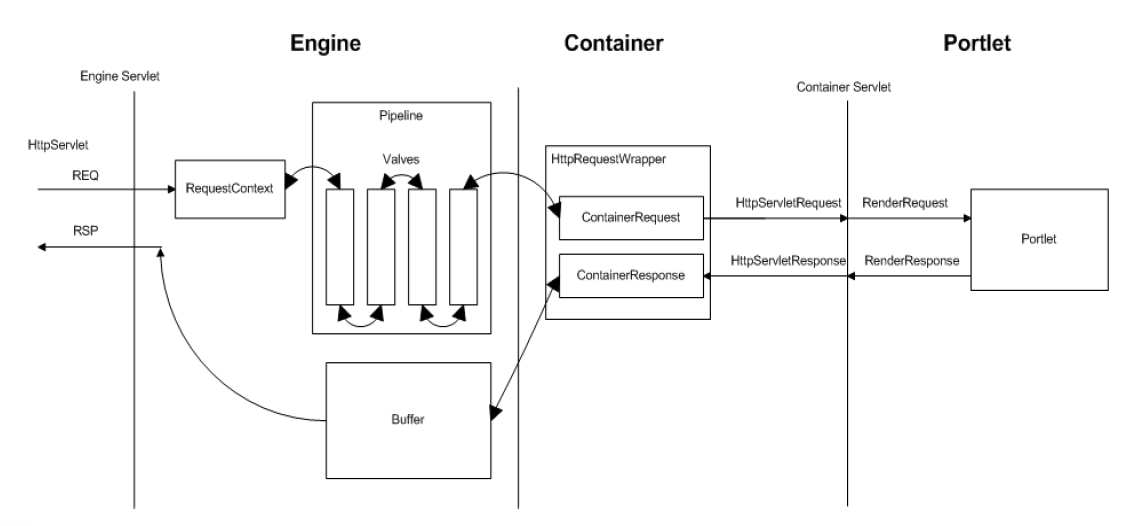 Engine
Container
Portlet
Engine Servlet
Container Servlet
HttpServlet
REQ
RSP
RequestContext
Pipeline
Valves
HttpRequestWrapper
ContainerRequest
ContainerResponse
HttpServletRequest
RenderRequest
HttpServletResponse
RenderResponse
Portlet
Buffer